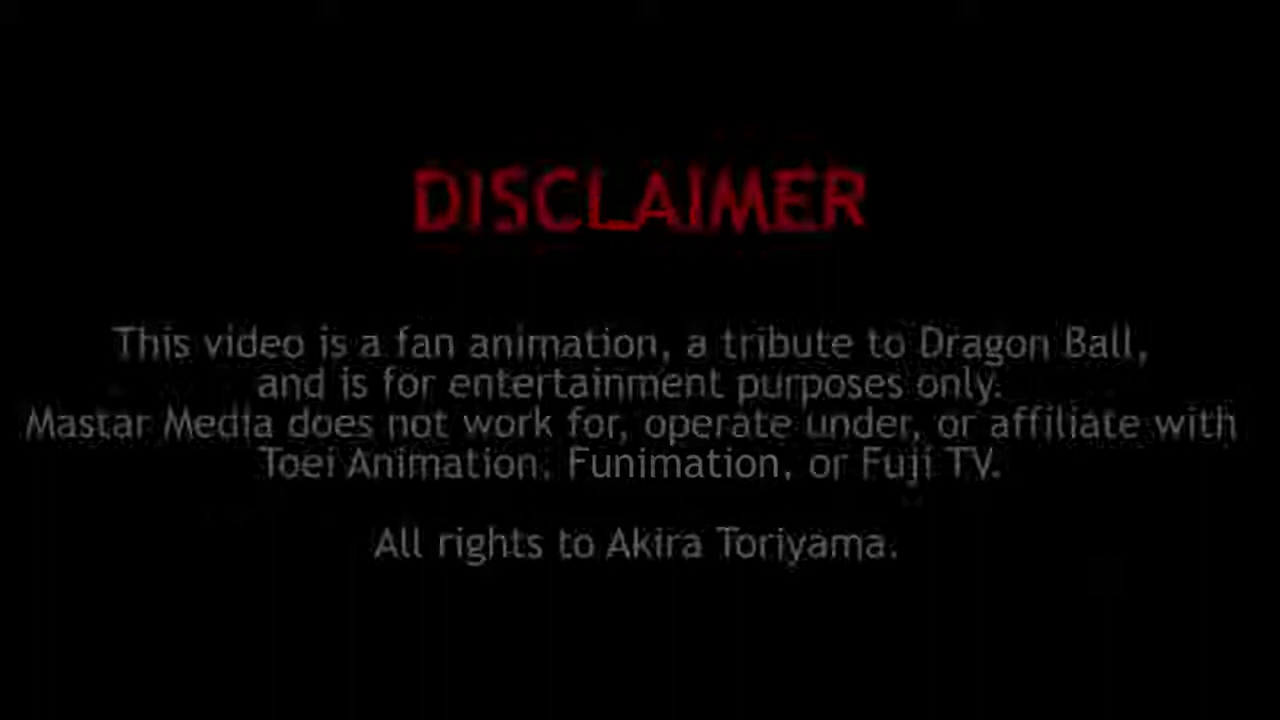 DISCLAIMER
This video is a fan animation, a tribute to Dragon Ball,
and is for entertainment purposes only.
Mastar Media does not work for, operate under, or affiliate with
Toei Animation, Funimation, or Fuji TV.
All rights to Akira Toriyama.